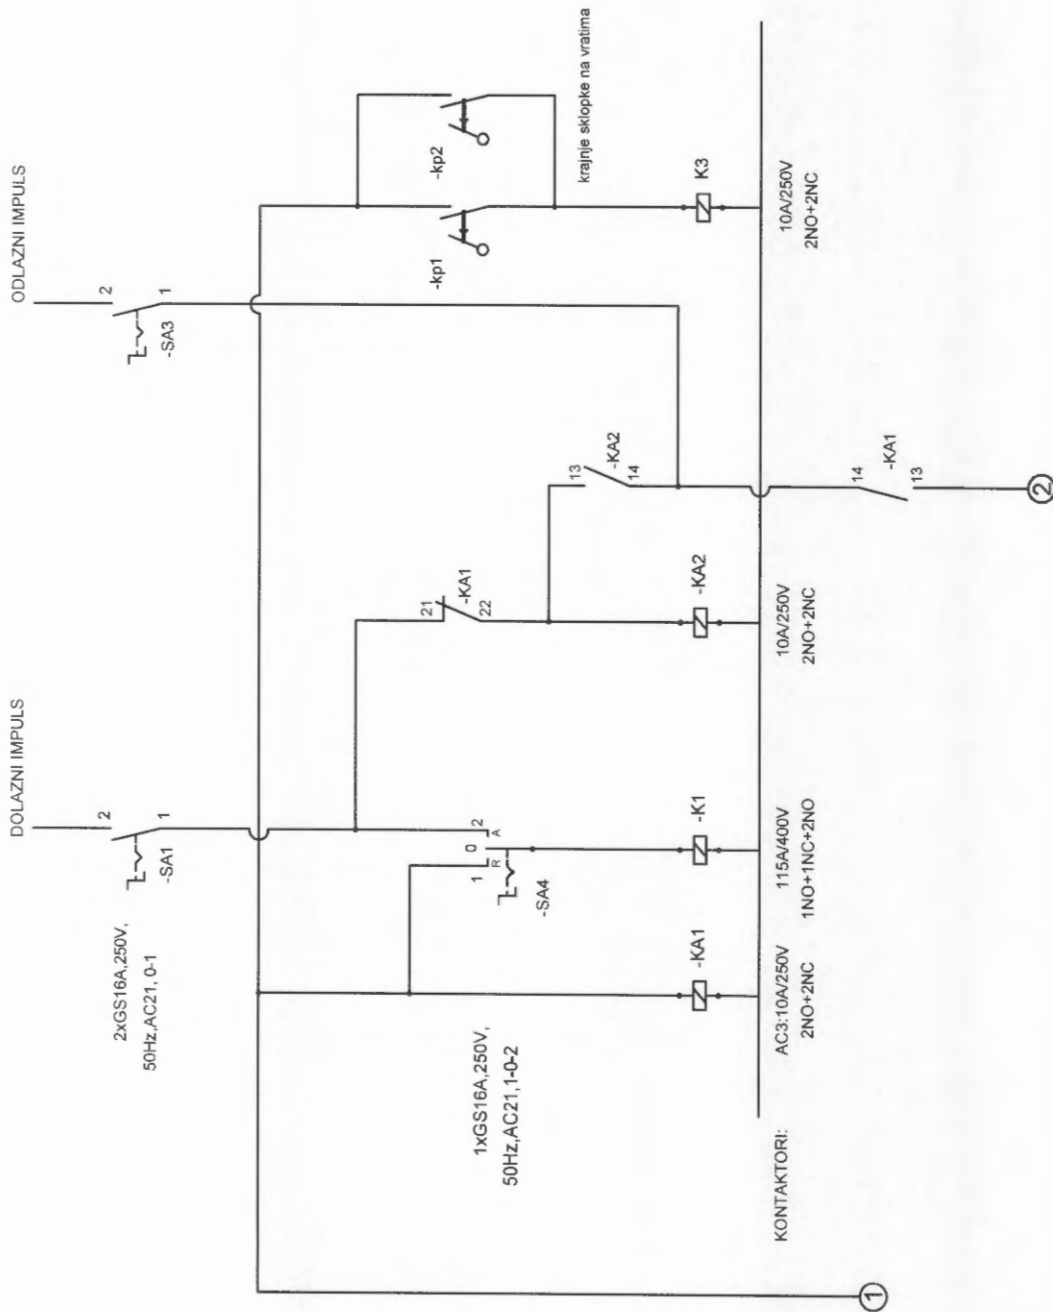 DOLAZNI IMPULS
ODLAZNI IMPULS
2xGS16A,250V,
50Hz,AC21, 0-1
2
1
-SA1
2
1
-SA3
1xGS16A,250V,
50Hz,AC21,1-0-2
1
0
2
R
A
-SA4
21
22
-KA1
13
14
-KA2
-kp1
-kp2
krajnje sklopke na vratima
-KA1
-K1
-KA2
K3
KONTAKTORI:
AC3:10A/250V
2NO+2NC
115A/400V
1NO+1NC+2NO
10A/250V
2NO+2NC
10A/250V
2NO+2NC
14
13
-KA1
1
2